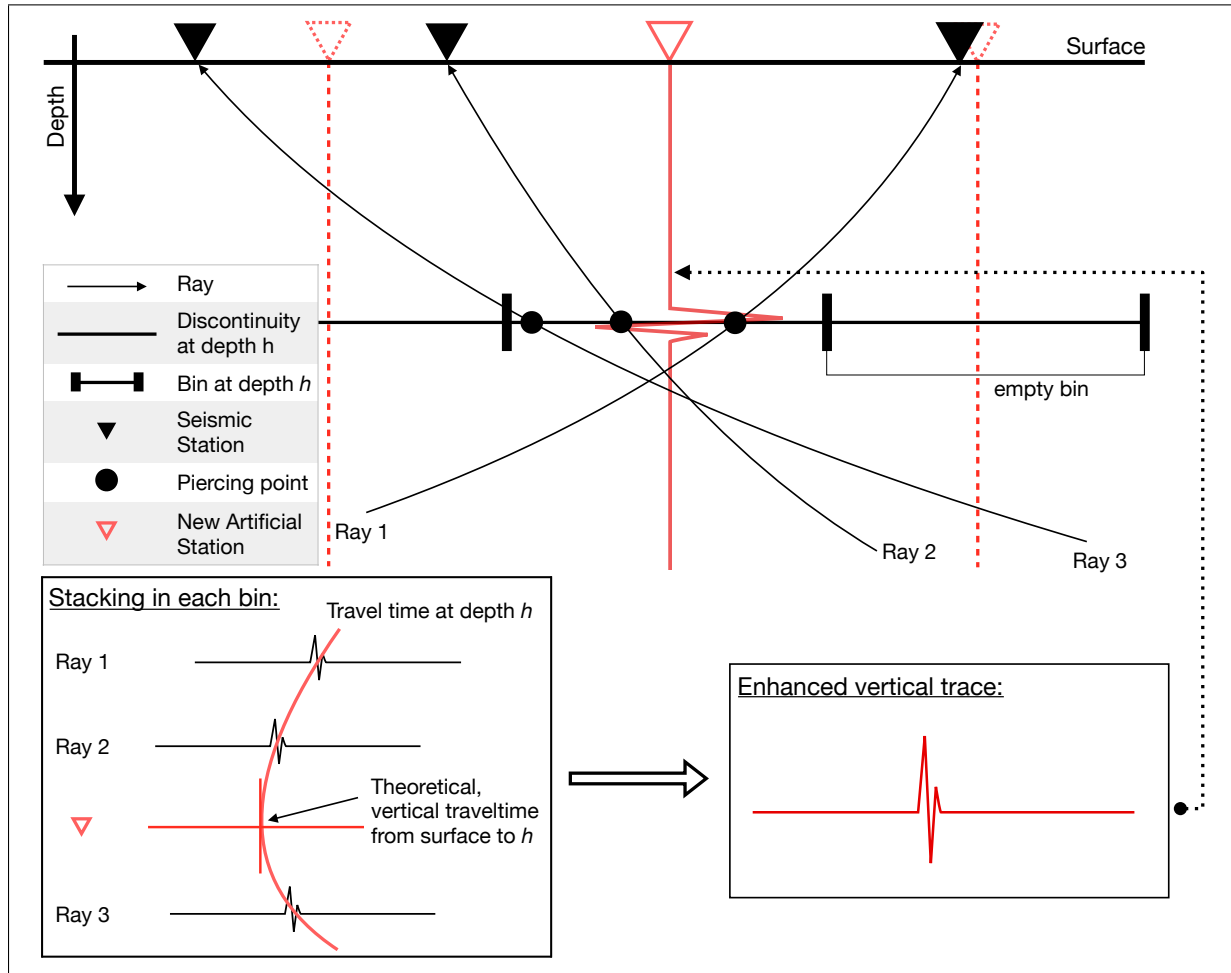 Surface
Depth
Ray
Discontinuity
at depth h
Bin at depth h
Seismic
Station
Piercing point
New Artificial
Station
empty bin
Ray 1
Ray 2
Ray 3
Stacking in each bin:
Travel time at depth h
Ray 1
Ray 2
Theoretical,
vertical traveltime
from surface to h
Ray 3
Enhanced vertical trace: